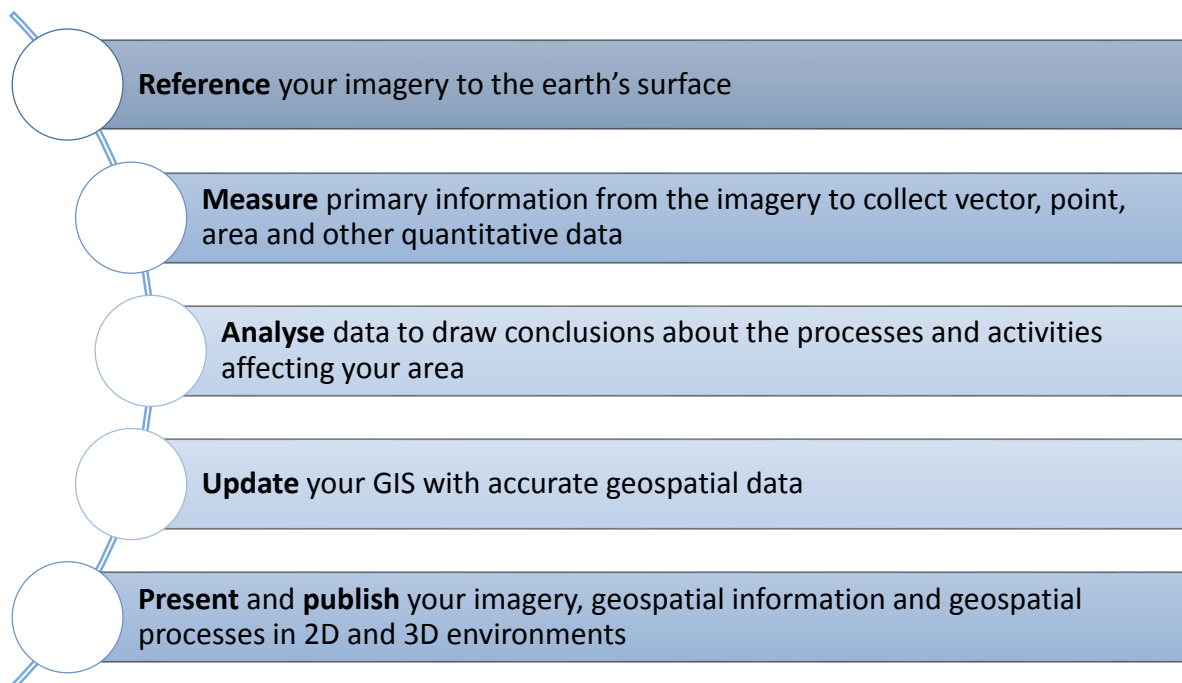 Reference your imagery to the earth’s surface
Measure primary information from the imagery to collect vector, point,
area and other quantitative data
Analyse data to draw conclusions about the processes and activities
affecting your area
Update your GIS with accurate geospatial data
Present and publish your imagery, geospatial information and geospatial
processes in 2D and 3D environments